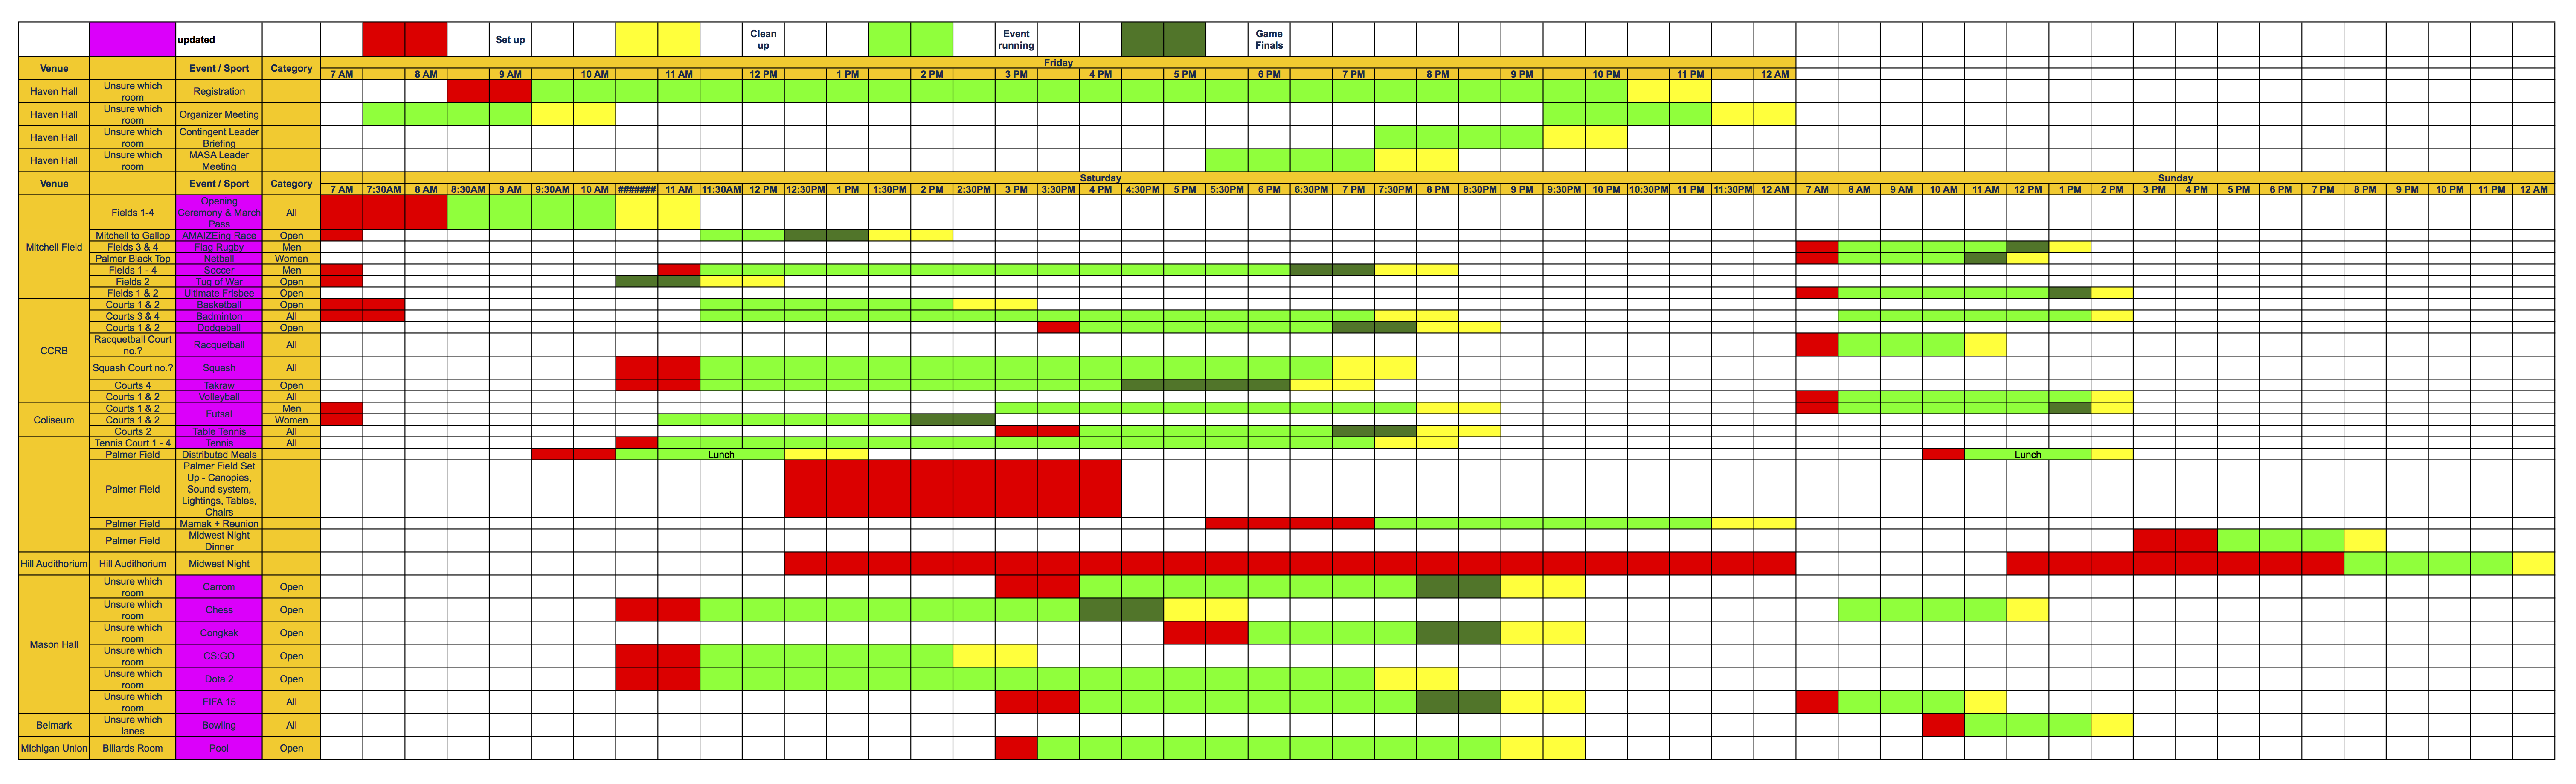 updated
Set up
Clean
up
Event
running
Game
Finals
Venue Event / Sport Category Friday
7 AM 8 AM 9 AM 10 AM 11 AM 12 PM 1 PM 2 PM 3 PM 4 PM 5 PM 6 PM 7 PM 8 PM 9 PM 10 PM 11 PM 12 AM
Haven Hall Unsure which
room Registration
Haven Hall Unsure which
room Organizer Meeting
Haven Hall Unsure which
room Contingent Leader
Briefing
Haven Hall Unsure which
room MASA Leader
Meeting
Venue Event / Sport Category Saturday Sunday
7 AM 7:30AM 8 AM 8:30AM 9 AM 9:30AM 10 AM ####### 11 AM 11:30AM 12 PM 12:30PM 1 PM 1:30PM 2 PM 2:30PM 3 PM 3:30PM 4 PM 4:30PM 5 PM 5:30PM 6 PM 6:30PM 7 PM 7:30PM 8 PM 8:30PM 9 PM 9:30PM 10 PM 10:30PM 11 PM 11:30PM 12 AM 7 AM 8 AM 9 AM 10 AM 11 AM 12 PM 1 PM 2 PM 3 PM 4 PM 5 PM 6 PM 7 PM 8 PM 9 PM 10 PM 11 PM 12 AM
Mitchell Field
Fields 1-4 Opening
Ceremony & March
Pass All
Mitchell to Gallop AMAIZEing Race Open
Fields 3 & 4 Flag Rugby Men
Palmer Black Top Netball Women
Fields 1 - 4 Soccer Men
Fields 2 Tug of War Open
Fields 1 & 2 Ultimate Frisbee Open
CCRB
Courts 1 & 2 Basketball Open
Courts 3 & 4 Badminton All
Courts 1 & 2 Dodgeball Open
Racquetball Court
no.? Racquetball All
Squash Court no.? Squash All
Courts 4 Takraw Open
Courts 1 & 2 Volleyball All
Coliseum
Courts 1 & 2 Futsal Men
Courts 1 & 2 Women
Courts 2 Table Tennis All
Tennis Court 1 - 4 Tennis All
Palmer Field Distributed Meals Lunch Lunch
Palmer Field Palmer Field Set
Up - Canopies,
Sound system,
Lightings, Tables,
Chairs
Palmer Field Mamak + Reunion
Palmer Field Midwest Night
Dinner
Hill Audithorium Hill Audithorium Midwest Night
Mason Hall
Unsure which
room Carrom Open
Unsure which
room Chess Open
Unsure which
room Congkak Open
Unsure which
room CS:GO Open
Unsure which
room Dota 2 Open
Unsure which
room FIFA 15 All
Belmark Unsure which
lanes Bowling All
Michigan Union Billards Room Pool Open